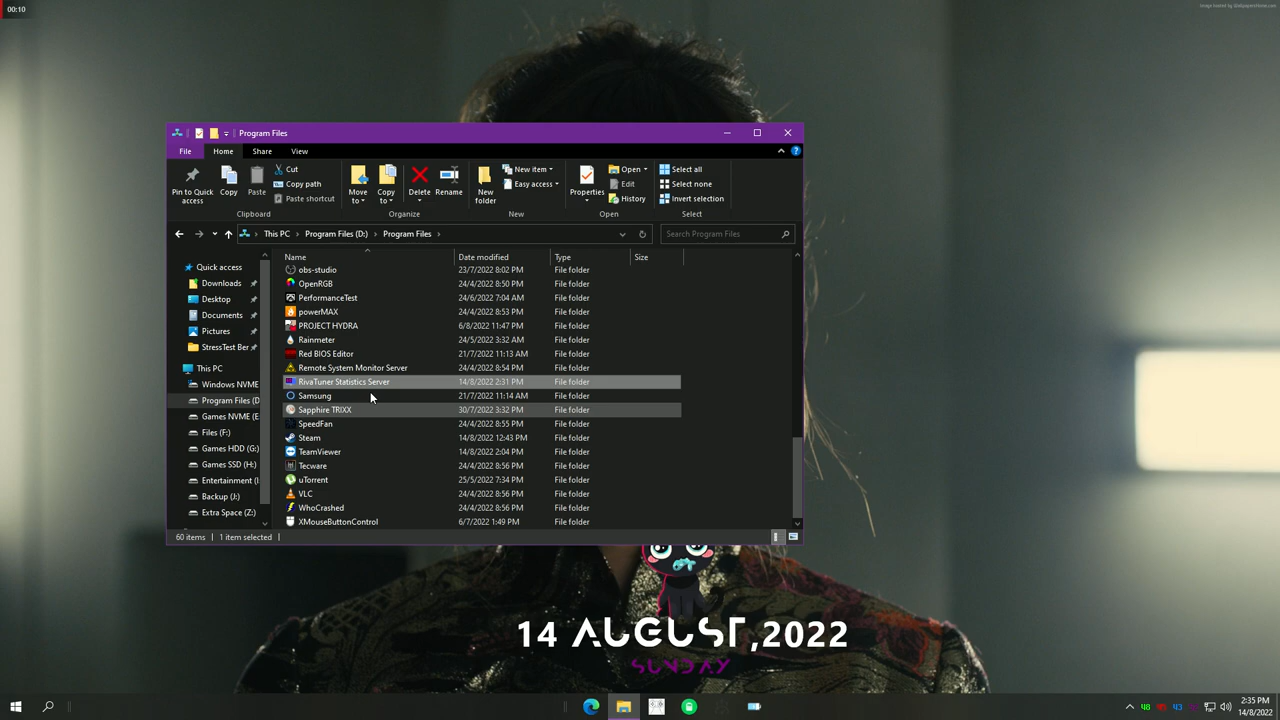 00:10
Image hosted by UWallpapersHome.com
Program Files
File Home Share View
Pin to Quick access
Copy
Paste
Cut
Copy path
Paste shortcut
Clipboard
Move to
Copy to
Delete
Rename
Organize
New folder
New item
Easy access
New
Properties
Open
Edit
History
Open
Select all
Select none
Invert selection
Select
This PC > Program Files (D:) > Program Files >
Search Program Files
Quick access
Downloads
Desktop
Documents
Pictures
StressTest Ber
This PC
Windows NVME
Program Files (D
Games NVME (E
Files (F:)
Games HDD (G:)
Games SSD (H:)
Entertainment (
Backup (J:)
Extra Space (Z:)
Name Date modified Type Size
obs-studio 23/7/2022 8:02 PM File folder
OpenRGB 24/4/2022 8:50 PM File folder
PerformanceTest 24/6/2022 7:04 AM File folder
powerMAX 24/4/2022 8:53 PM File folder
PROJECT HYDRA 6/8/2022 11:47 PM File folder
Rainmeter 24/5/2022 3:32 AM File folder
Red BIOS Editor 21/7/2022 11:13 AM File folder
Remote System Monitor Server 24/4/2022 8:54 PM File folder
RivaTuner Statistics Server 14/8/2022 2:31 PM File folder
Samsung 21/7/2022 11:14 AM File folder
Sapphire TRIXX 30/7/2022 3:32 PM File folder
SpeedFan 24/4/2022 8:55 PM File folder
Steam 14/8/2022 12:43 PM File folder
TeamViewer 14/8/2022 2:04 PM File folder
Tecware 24/4/2022 8:56 PM File folder
uTorrent 25/5/2022 7:34 PM File folder
VLC 24/4/2022 8:56 PM File folder
WhoCrashed 24/4/2022 8:56 PM File folder
XMouseButtonControl 6/7/2022 1:49 PM File folder
60 items 1 item selected
14 AUGUST,2022
SUNDAY
48 43
2:35 PM
14/8/2022